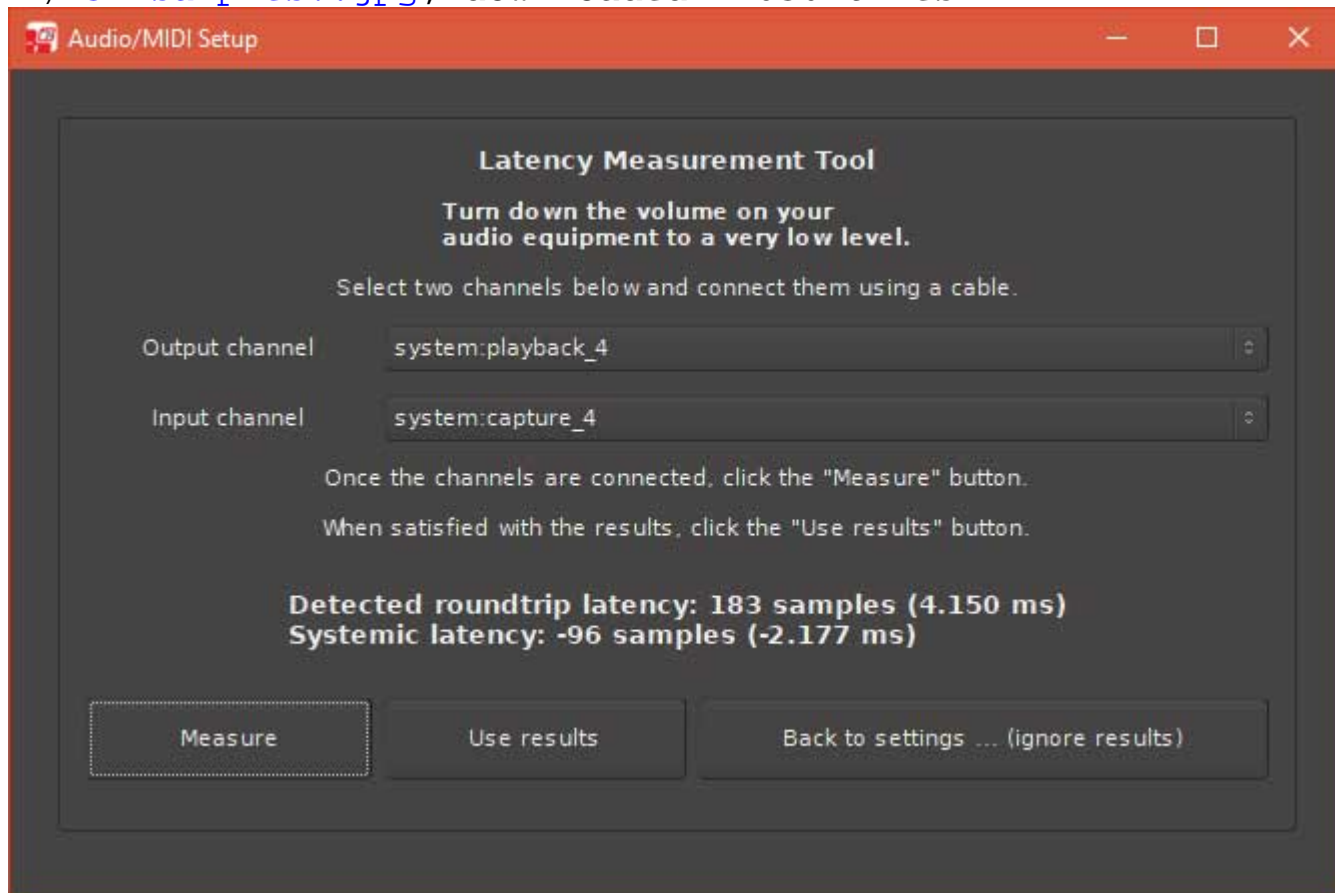 Audio/MIDI Setup
Latency Measurement Tool
Turn down the volume on your
audio equipment to a very low level.
Select two channels below and connect them using a cable.
Output channel system:playback_4
Input channel system:capture_4
Once the channels are connected, click the "Measure" button.
When satisfied with the results, click the "Use results" button.
Detected roundtrip latency: 183 samples (4.150 ms)
Systemic latency: -96 samples (-2.177 ms)
Measure Use results Back to settings ... (ignore results)